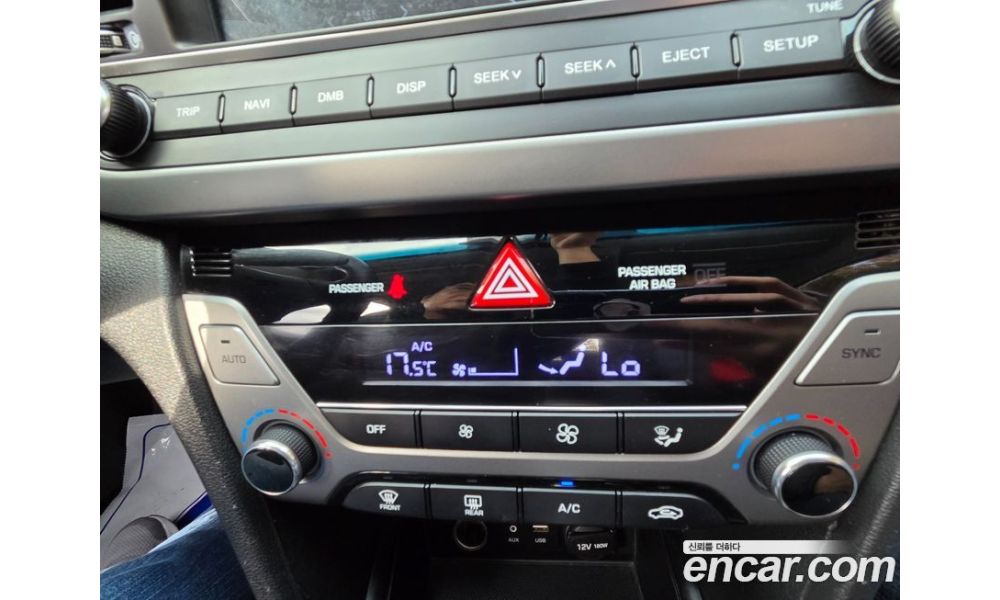 TUNE
TRIP NAVI DMB DISP SEEK ∨ SEEK ∧ EJECT SETUP
PASSENGER
PASSENGER
AIR BAG
OFF
AUTO
A/C
17.5°C
Lo
SYNC
OFF
FRONT
REAR
A/C
AUX
USB
12V 180W
신뢰를 더하다
encar.com